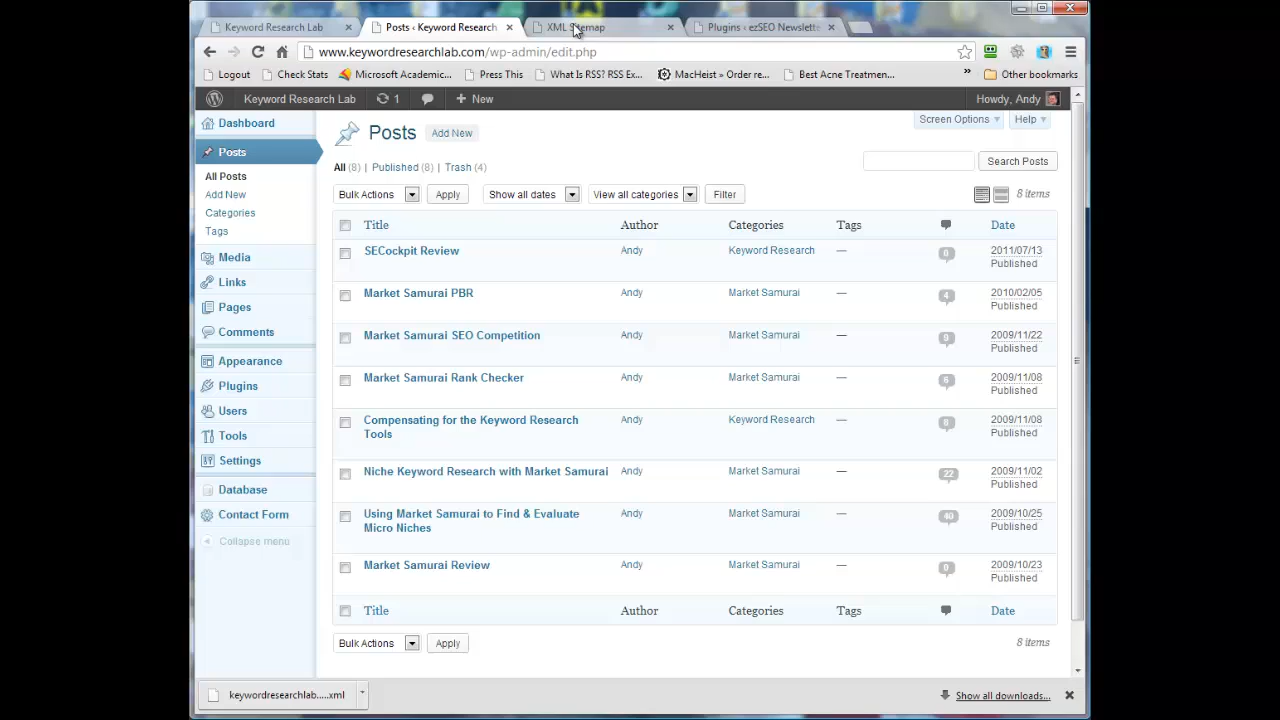 Keyword Research Lab
Posts ‹ Keyword Research
XML Sitemap
Plugins ‹ ezSEO Newslette
www.keywordresearchlab.com/wp-admin/edit.php
Logout
Check Stats
Microsoft Academic...
Press This
What Is RSS? RSS Ex...
MacHeist » Order re...
Best Acne Treatmen...
»
Other bookmarks
Keyword Research Lab
1
+ New
Howdy, Andy
Dashboard
Posts
All Posts
Add New
Categories
Tags
Media
Links
Pages
Comments
Appearance
Plugins
Users
Tools
Settings
Database
Contact Form
Collapse menu
Posts
Add New
Screen Options
Help
All (8) | Published (8) | Trash (4)
Search Posts
Bulk Actions
Apply
Show all dates
View all categories
Filter
8 items
Title
Author
Categories
Tags
Date
SECockpit Review
Andy
Keyword Research
—
0
2011/07/13
Published
Market Samurai PBR
Andy
Market Samurai
—
4
2010/02/05
Published
Market Samurai SEO Competition
Andy
Market Samurai
—
9
2009/11/22
Published
Market Samurai Rank Checker
Andy
Market Samurai
—
6
2009/11/08
Published
Compensating for the Keyword Research
Tools
Andy
Keyword Research
—
0
2009/11/08
Published
Niche Keyword Research with Market Samurai
Andy
Market Samurai
—
22
2009/11/02
Published
Using Market Samurai to Find & Evaluate
Micro Niches
Andy
Market Samurai
—
40
2009/10/25
Published
Market Samurai Review
Andy
Market Samurai
—
0
2009/10/23
Published
Title
Author
Categories
Tags
Date
Bulk Actions
Apply
8 items
keywordresearchlab.....xml
Show all downloads...